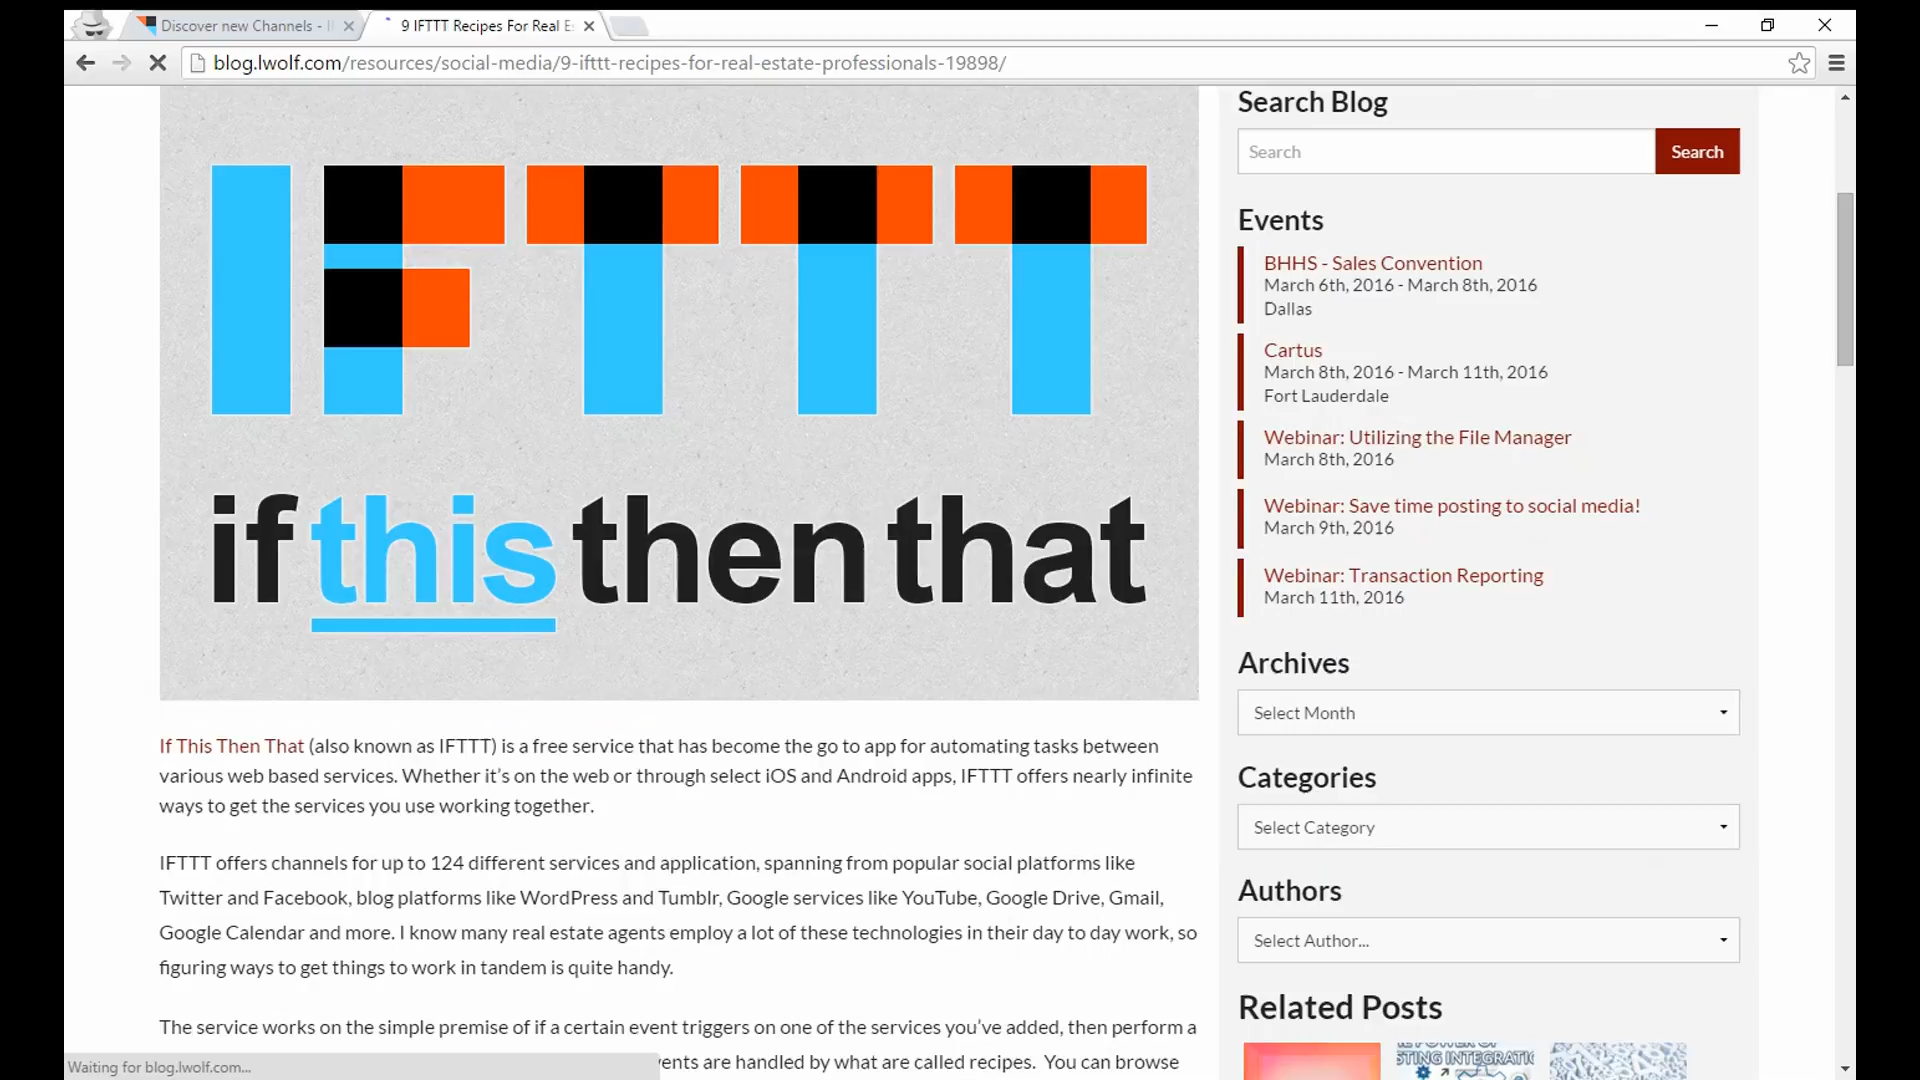 Discover new Channels - I
9 IFTTT Recipes For Real Es
blog.lwolf.com/resources/social-media/9-ifttt-recipes-for-real-estate-professionals-19898/
IFTTT
if this then that
If This Then That (also known as IFTTT) is a free service that has become the go to app for automating tasks between
various web based services. Whether it's on the web or through select iOS and Android apps, IFTTT offers nearly infinite
ways to get the services you use working together.
IFTTT offers channels for up to 124 different services and application, spanning from popular social platforms like
Twitter and Facebook, blog platforms like WordPress and Tumblr, Google services like YouTube, Google Drive, Gmail,
Google Calendar and more. I know many real estate agents employ a lot of these technologies in their day to day work, so
figuring ways to get things to work in tandem is quite handy.
The service works on the simple premise of if a certain event triggers on one of the services you've added, then perform a
vents are handled by what are called recipes. You can browse
Waiting for blog.lwolf.com...
Search Blog
Search
Search
Events
BHHS - Sales Convention
March 6th, 2016 - March 8th, 2016
Dallas
Cartus
March 8th, 2016 - March 11th, 2016
Fort Lauderdale
Webinar: Utilizing the File Manager
March 8th, 2016
Webinar: Save time posting to social media!
March 9th, 2016
Webinar: Transaction Reporting
March 11th, 2016
Archives
Select Month
Categories
Select Category
Authors
Select Author...
Related Posts
STING INTEGRATIO